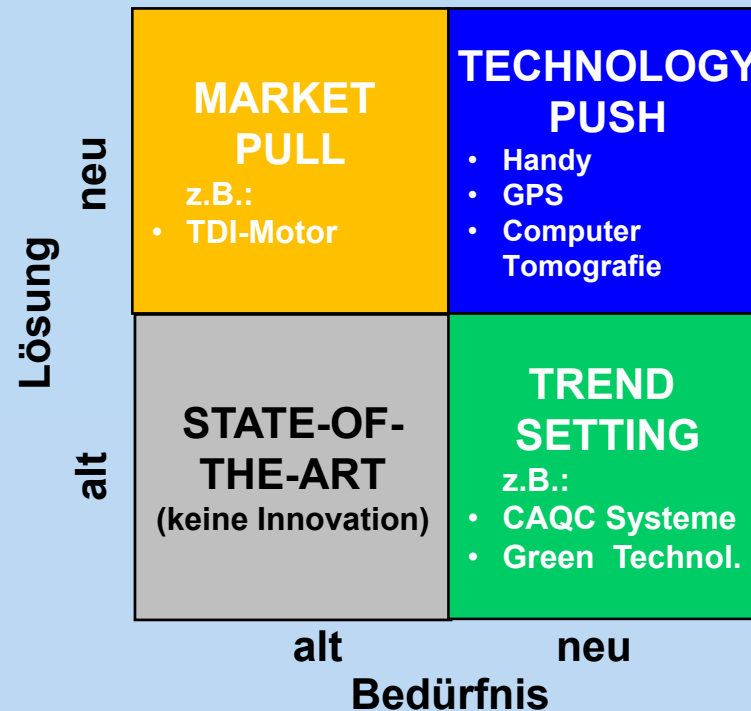 MARKET
PULL
z.B.:
• TDI-Motor
TECHNOLOGY
PUSH
• Handy
• GPS
• Computer
Tomografie
neu
Lösung
alt
STATE-OF-
THE-ART
(keine Innovation)
TREND
SETTING
z.B.:
• CAQC Systeme
• Green Technol.
alt
neu
Bedürfnis